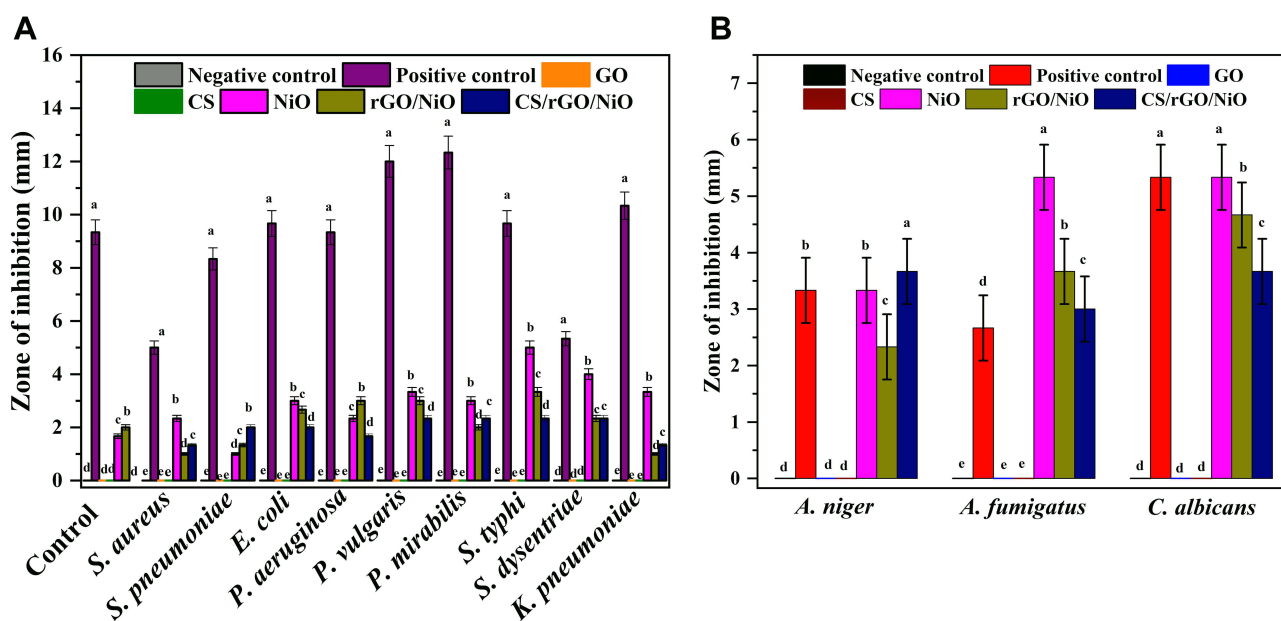 A
Zone of inhibition (mm)
16
14
12
10
8
6
4
2
0
Negative control Positive control GO
CS NiO rGO/NiO CS/rGO/NiO
d a d d c b d
e a e e b d c
e a e e d c b
e a e e b c d
e a e e c b d
e a e e b c d
e a e e b d c
e a e e b c d
d a d d b c c
e a e e b d c
Control
S. aureus
S. pneumoniae
E. coli
P. aeruginosa
P. vulgaris
P. mirabilis
S. typhi
S. dysentriae
K. pneumoniae
B
Zone of inhibition (mm)
7
6
5
4
3
2
1
0
Negative control Positive control GO
CS NiO rGO/NiO CS/rGO/NiO
d b d d b c a
e d e e a b c
d a d d a b c
A. niger
A. fumigatus
C. albicans